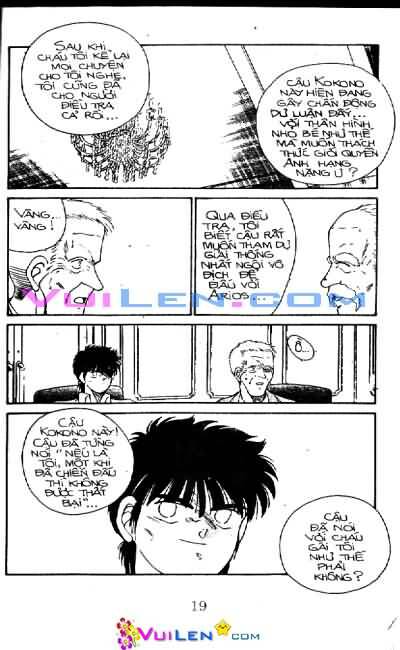 SAU KHI
CHÁU TÔI KỂ LẠI
MỌI CHUYỆN
CHO TÔI NGHE,
TÔI CŨNG ĐÃ
CHO NGƯỜI
ĐIỀU TRA
CẢ RỒI...
CẬU KOKONO
NÀY HIỆN ĐANG
GÂY CHẤN ĐỘNG
DƯ LUẬN ĐẤY...
VỚI THÂN HÌNH
NHỎ BÉ NHƯ THẾ
MÀ MUỐN THÁCH
THỨC GIỚI QUYỀN
ANH HẠNG
NẶNG Ư?
VÂNG,...
VÂNG!
QUA ĐIỀU
TRA, TÔI
BIẾT CẬU RẤT
MUỐN THAM DỰ
GIẢI THỐNG
NHẤT NGÔI VÔ
ĐỊCH ĐỂ
ĐẤU VỚI
ARIOS...
VuiLen.com
Ồ...
CẬU
KOKONO NÀY!
CẬU ĐÃ TỪNG
NÓI "NẾU LÀ
TÔI, MỘT KHI
ĐÃ CHIẾN ĐẤU
THÌ KHÔNG
ĐƯỢC THẤT
BẠI"...
CẬU
ĐÃ NÓI
VỚI CHÁU
GÁI TÔI
NHƯ THẾ
PHẢI
KHÔNG?
19
VuiLen.com